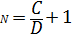 N = C/D + 1